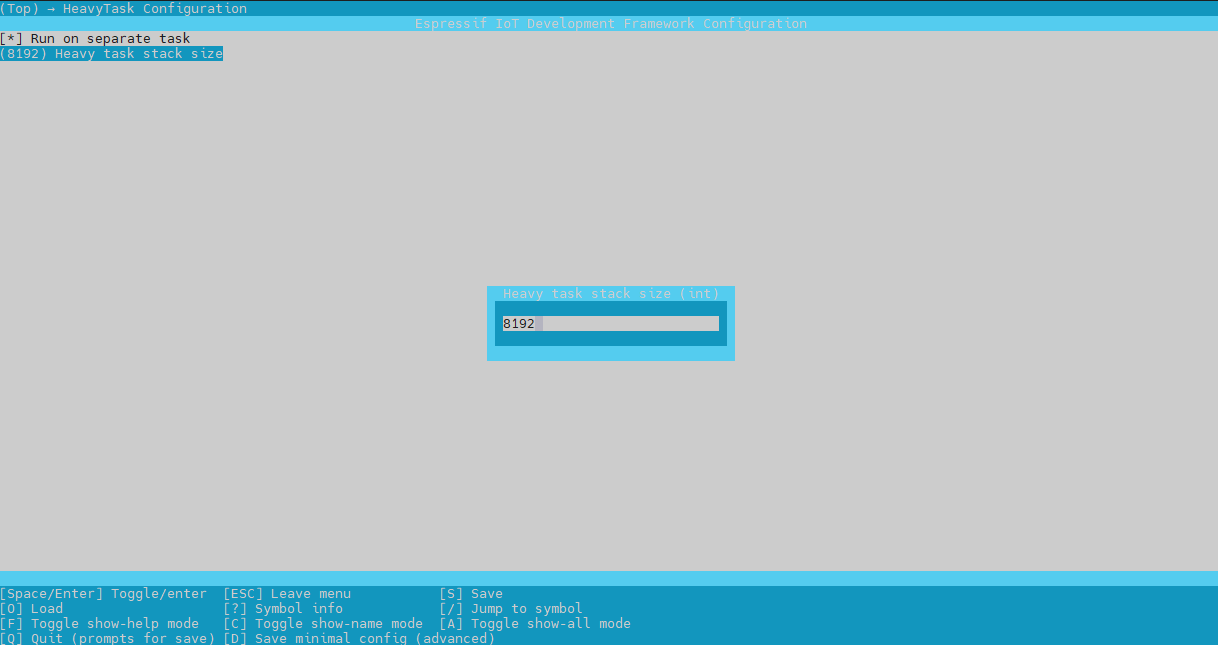 (Top) → HeavyTask Configuration
Espressif IoT Development Framework Configuration
[*] Run on separate task
(8192) Heavy task stack size
Heavy task stack size (int)
8192
[Space/Enter] Toggle/enter [ESC] Leave menu [S] Save
[O] Load [?] Symbol info [/] Jump to symbol
[F] Toggle show-help mode [C] Toggle show-name mode [A] Toggle show-all mode
[Q] Quit (prompts for save) [D] Save minimal config (advanced)